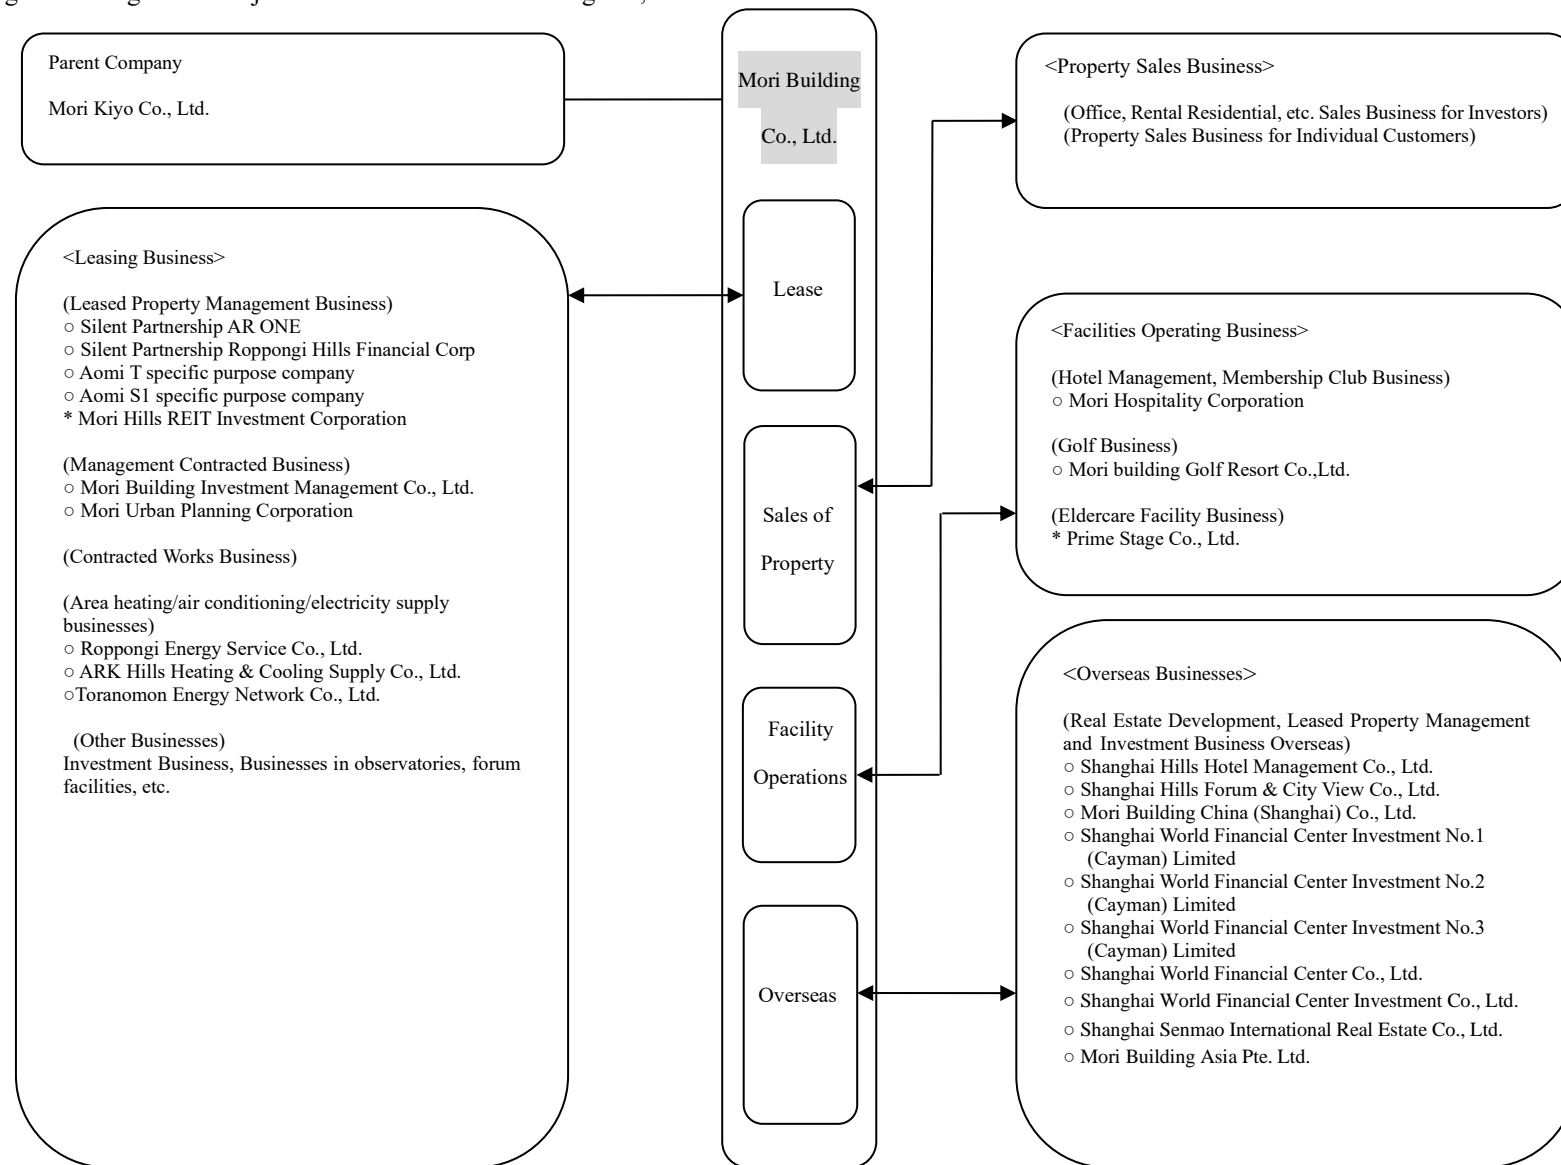 Parent Company
Mori Kiyo Co., Ltd.
<Leasing Business>
(Leased Property Management Business)
○ Silent Partnership AR ONE
○ Silent Partnership Roppongi Hills Financial Corp
○ Aomi T specific purpose company
○ Aomi S1 specific purpose company
* Mori Hills REIT Investment Corporation
(Management Contracted Business)
○ Mori Building Investment Management Co., Ltd.
○ Mori Urban Planning Corporation
(Contracted Works Business)
(Area heating/air conditioning/electricity supply
businesses)
○ Roppongi Energy Service Co., Ltd.
○ ARK Hills Heating & Cooling Supply Co., Ltd.
○Toranomon Energy Network Co., Ltd.
(Other Businesses)
Investment Business, Businesses in observatories, forum
facilities, etc.
Mori Building
Co., Ltd.
Lease
Sales of
Property
Facility
Operations
Overseas
<Property Sales Business>
(Office, Rental Residential, etc. Sales Business for Investors)
(Property Sales Business for Individual Customers)
<Facilities Operating Business>
(Hotel Management, Membership Club Business)
○ Mori Hospitality Corporation
(Golf Business)
○ Mori building Golf Resort Co.,Ltd.
(Eldercare Facility Business)
* Prime Stage Co., Ltd.
<Overseas Businesses>
(Real Estate Development, Leased Property Management
and Investment Business Overseas)
○ Shanghai Hills Hotel Management Co., Ltd.
○ Shanghai Hills Forum & City View Co., Ltd.
○ Mori Building China (Shanghai) Co., Ltd.
○ Shanghai World Financial Center Investment No.1
(Cayman) Limited
○ Shanghai World Financial Center Investment No.2
(Cayman) Limited
○ Shanghai World Financial Center Investment No.3
(Cayman) Limited
○ Shanghai World Financial Center Co., Ltd.
○ Shanghai World Financial Center Investment Co., Ltd.
○ Shanghai Senmao International Real Estate Co., Ltd.
○ Mori Building Asia Pte. Ltd.